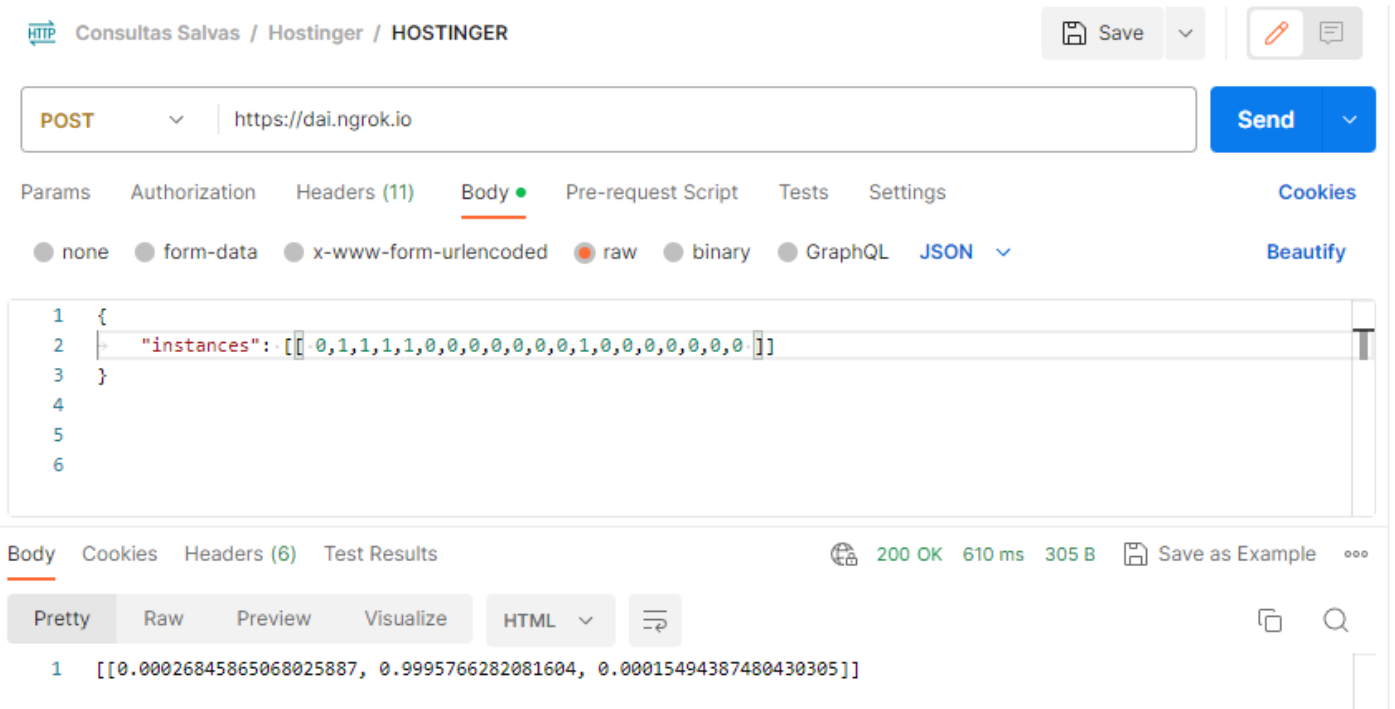 HTTP Consultas Salvas / Hostinger / HOSTINGER Save
POST https://dai.ngrok.io Send
Params Authorization Headers (11) Body Pre-request Script Tests Settings Cookies
none form-data x-www-form-urlencoded raw binary GraphQL JSON Beautify
1 {
2 "instances": [[ 0,1,1,1,1,0,0,0,0,0,0,0,1,0,0,0,0,0,0,0 ]]
3 }
4
5
6
Body Cookies Headers (6) Test Results 200 OK 610 ms 305 B Save as Example
Pretty Raw Preview Visualize HTML
1 [[0.00026845865068025887, 0.9995766282081604, 0.00015494387480430305]]